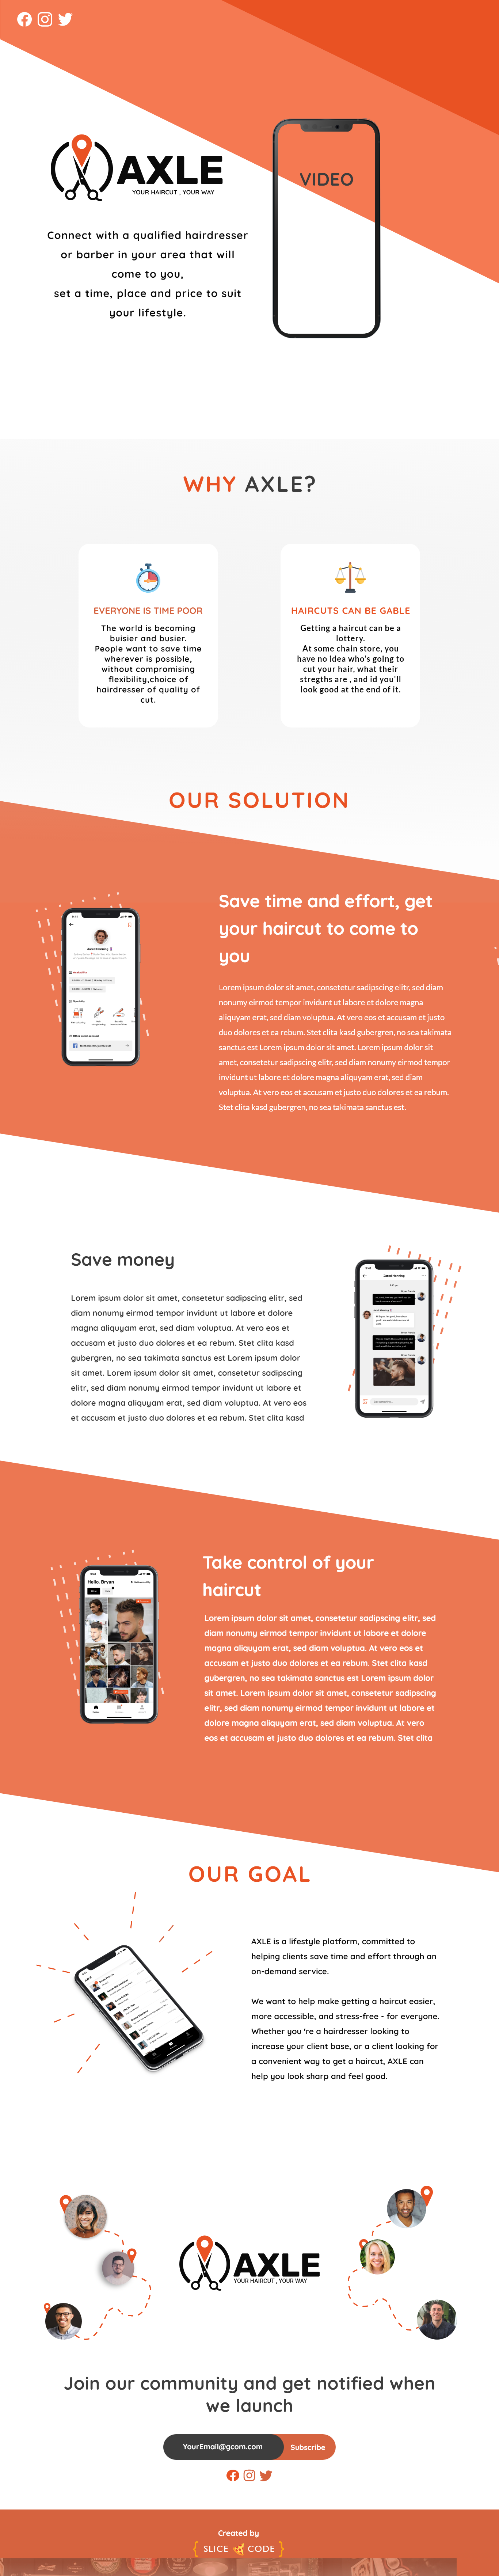 AXLE
YOUR HAIRCUT , YOUR WAY
VIDEO
Connect with a qualified hairdresser
or barber in your area that will
come to you,
set a time, place and price to suit
your lifestyle.
WHY AXLE?
EVERYONE IS TIME POOR
The world is becoming
buisier and busier.
People want to save time
wherever is possible,
without compromising
flexibility,choice of
hairdresser of quality of
cut.
HAIRCUTS CAN BE GABLE
Getting a haircut can be a
lottery.
At some chain store, you
have no idea who's going to
cut your hair, what their
stregths are , and id you'll
look good at the end of it.
OUR SOLUTION
Save time and effort, get
your haircut to come to
you
Lorem ipsum dolor sit amet, consetetur sadipscing elitr, sed diam
nonumy eirmod tempor invidunt ut labore et dolore magna
aliquyam erat, sed diam voluptua. At vero eos et accusam et justo
duo dolores et ea rebum. Stet clita kasd gubergren, no sea takimata
sanctus est Lorem ipsum dolor sit amet. Lorem ipsum dolor sit
amet, consetetur sadipscing elitr, sed diam nonumy eirmod tempor
invidunt ut labore et dolore magna aliquyam erat, sed diam
voluptua. At vero eos et accusam et justo duo dolores et ea rebum.
Stet clita kasd gubergren, no sea takimata sanctus est.
Save money
Lorem ipsum dolor sit amet, consetetur sadipscing elitr, sed
diam nonumy eirmod tempor invidunt ut labore et dolore
magna aliquyam erat, sed diam voluptua. At vero eos et
accusam et justo duo dolores et ea rebum. Stet clita kasd
gubergren, no sea takimata sanctus est Lorem ipsum dolor
sit amet. Lorem ipsum dolor sit amet, consetetur sadipscing
elitr, sed diam nonumy eirmod tempor invidunt ut labore et
dolore magna aliquyam erat, sed diam voluptua. At vero eos
et accusam et justo duo dolores et ea rebum. Stet clita kasd
Hello, Bryan
Take control of your
haircut
Lorem ipsum dolor sit amet, consetetur sadipscing elitr, sed
diam nonumy eirmod tempor invidunt ut labore et dolore
magna aliquyam erat, sed diam voluptua. At vero eos et
accusam et justo duo dolores et ea rebum. Stet clita kasd
gubergren, no sea takimata sanctus est Lorem ipsum dolor
sit amet. Lorem ipsum dolor sit amet, consetetur sadipscing
elitr, sed diam nonumy eirmod tempor invidunt ut labore et
dolore magna aliquyam erat, sed diam voluptua. At vero
eos et accusam et justo duo dolores et ea rebum. Stet clita
OUR GOAL
AXLE is a lifestyle platform, committed to
helping clients save time and effort through an
on-demand service.
We want to help make getting a haircut easier,
more accessible, and stress-free - for everyone.
Whether you 're a hairdresser looking to
increase your client base, or a client looking for
a convenient way to get a haircut, AXLE can
help you look sharp and feel good.
AXLE
YOUR HAIRCUT , YOUR WAY
Join our community and get notified when
we launch
YourEmail@gcom.com
Subscribe
Created by
{ SLICE CODE }